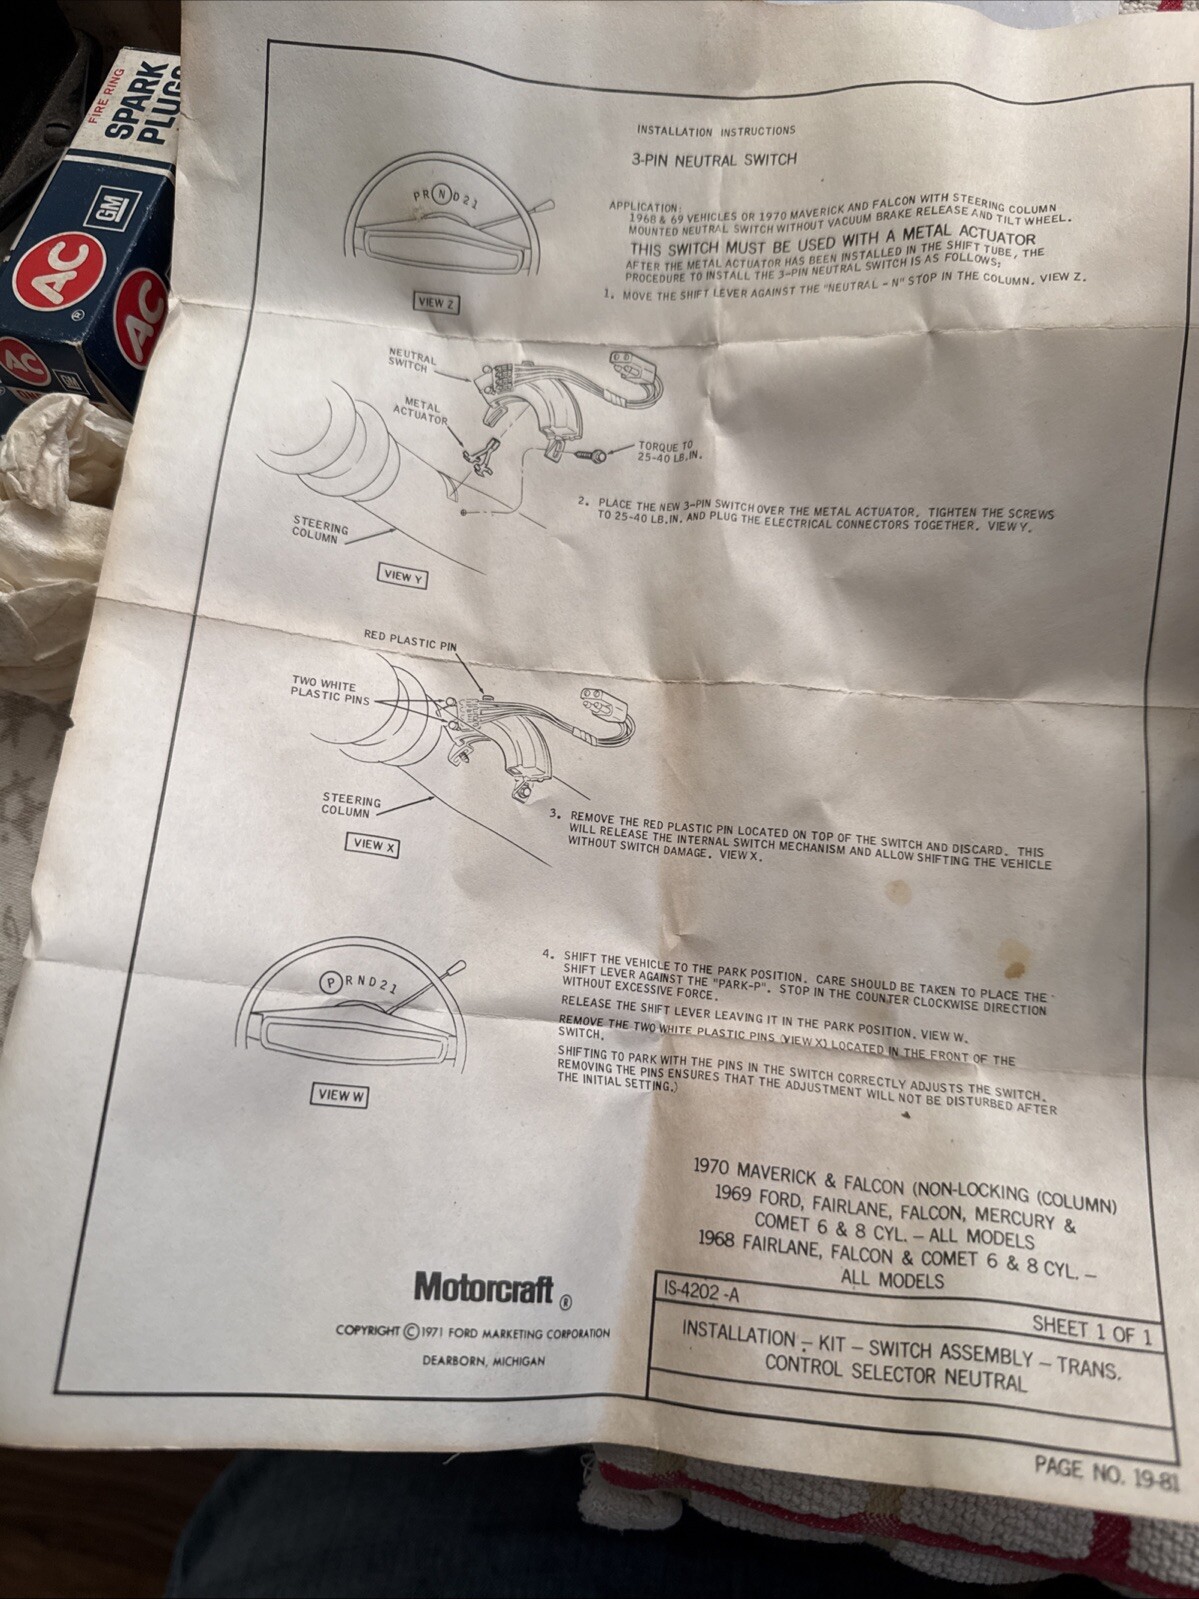 FIRE RING
SPARK
PLUGS
GM
AC
®
AC
AC
GM
INSTALLATION INSTRUCTIONS
3-PIN NEUTRAL SWITCH
APPLICATION:
1968 & 69 VEHICLES OR 1970 MAVERICK AND FALCON WITH STEERING COLUMN
MOUNTED NEUTRAL SWITCH WITHOUT VACUUM BRAKE RELEASE AND TILT WHEEL.
THIS SWITCH MUST BE USED WITH A METAL ACTUATOR
AFTER THE METAL ACTUATOR HAS BEEN INSTALLED IN THE SHIFT TUBE, THE
PROCEDURE TO INSTALL THE 3-PIN NEUTRAL SWITCH IS AS FOLLOWS;
1. MOVE THE SHIFT LEVER AGAINST THE "NEUTRAL - N" STOP IN THE COLUMN. VIEW Z.
P R N D 2 1
VIEW Z
NEUTRAL
SWITCH
METAL
ACTUATOR
TORQUE TO
25-40 LB.IN.
STEERING
COLUMN
VIEW Y
2. PLACE THE NEW 3-PIN SWITCH OVER THE METAL ACTUATOR. TIGHTEN THE SCREWS
TO 25-40 LB.IN. AND PLUG THE ELECTRICAL CONNECTORS TOGETHER. VIEW Y.
RED PLASTIC PIN
TWO WHITE
PLASTIC PINS
STEERING
COLUMN
VIEW X
3. REMOVE THE RED PLASTIC PIN LOCATED ON TOP OF THE SWITCH AND DISCARD. THIS
WILL RELEASE THE INTERNAL SWITCH MECHANISM AND ALLOW SHIFTING THE VEHICLE
WITHOUT SWITCH DAMAGE. VIEW X.
P R N D 2 1
VIEW W
4. SHIFT THE VEHICLE TO THE PARK POSITION. CARE SHOULD BE TAKEN TO PLACE THE
SHIFT LEVER AGAINST THE "PARK-P". STOP IN THE COUNTER CLOCKWISE DIRECTION
WITHOUT EXCESSIVE FORCE.
RELEASE THE SHIFT LEVER LEAVING IT IN THE PARK POSITION. VIEW W.
REMOVE THE TWO WHITE PLASTIC PINS (VIEW X) LOCATED IN THE FRONT OF THE
SWITCH.
SHIFTING TO PARK WITH THE PINS IN THE SWITCH CORRECTLY ADJUSTS THE SWITCH.
REMOVING THE PINS ENSURES THAT THE ADJUSTMENT WILL NOT BE DISTURBED AFTER
THE INITIAL SETTING.)
1970 MAVERICK & FALCON (NON-LOCKING (COLUMN)
1969 FORD, FAIRLANE, FALCON, MERCURY &
COMET 6 & 8 CYL. - ALL MODELS
1968 FAIRLANE, FALCON & COMET 6 & 8 CYL. -
ALL MODELS
Motorcraft ®
COPYRIGHT © 1971 FORD MARKETING CORPORATION
DEARBORN, MICHIGAN
IS-4202-A
SHEET 1 OF 1
INSTALLATION - KIT - SWITCH ASSEMBLY - TRANS.
CONTROL SELECTOR NEUTRAL
PAGE NO. 19-81